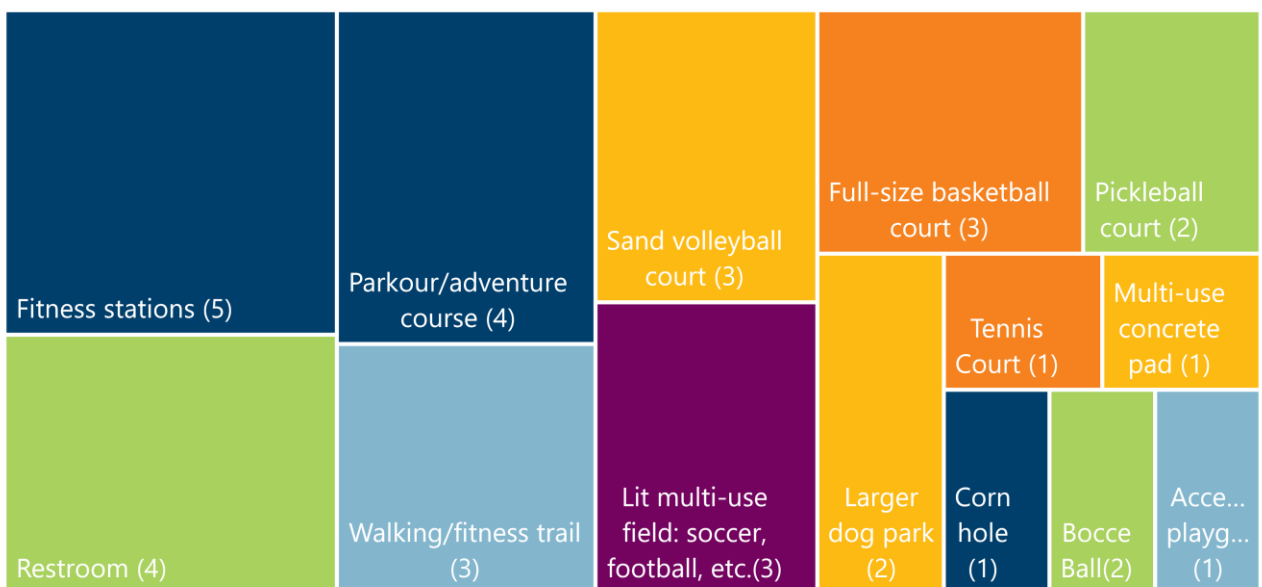 Fitness stations (5)
Restroom (4)
Parkour/adventure
course (4)
Walking/fitness trail
(3)
Sand volleyball
court (3)
Lit multi-use
field: soccer,
football, etc.(3)
Full-size basketball
court (3)
Pickleball
court (2)
Larger
dog park
(2)
Tennis
Court (1)
Multi-use
concrete
pad (1)
Corn
hole
(1)
Bocce
Ball(2)
Acce...
playg...
(1)